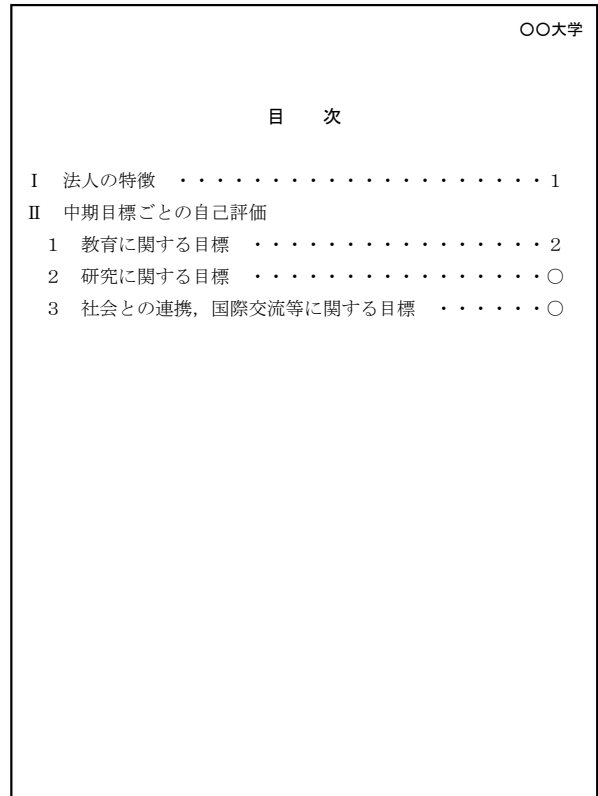 〇〇大学
目　　次
Ⅰ　法人の特徴　・・・・・・・・・・・・・・・・・・・・１
Ⅱ　中期目標ごとの自己評価
１　教育に関する目標　・・・・・・・・・・・・・・・・２
２　研究に関する目標　・・・・・・・・・・・・・・・・○
３　社会との連携，国際交流等に関する目標　・・・・・・○